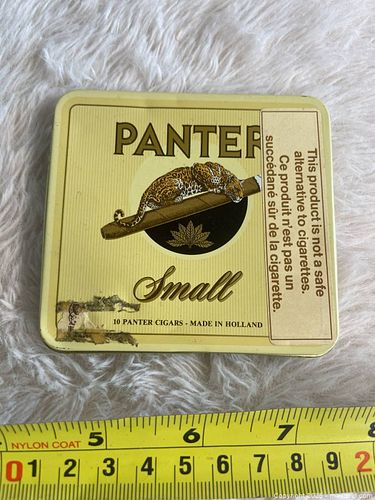 PANTER
Small
10 PANTER CIGARS - MADE IN HOLLAND
This product is not a safe
alternative to cigarettes.
Ce produit n'est pas un
succédané sûr de la cigarette.
5 6 7 8
NYLON COAT
0 1 2 3 4 5 6 7 8 9 2